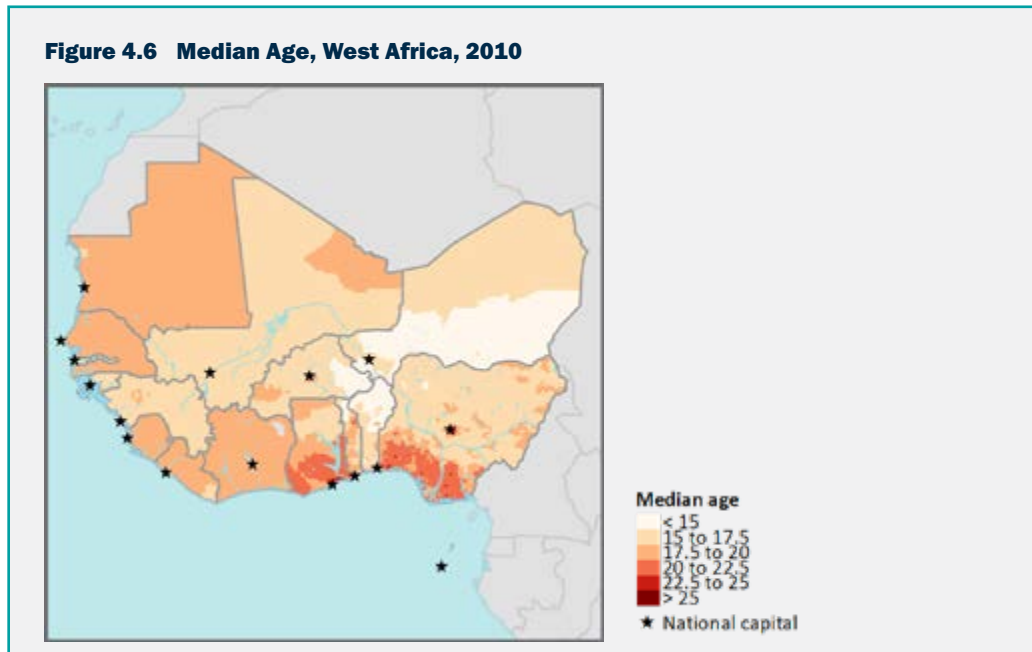 Figure 4.6 Median Age, West Africa, 2010
Median age
< 15
15 to 17.5
17.5 to 20
20 to 22.5
22.5 to 25
> 25
National capital